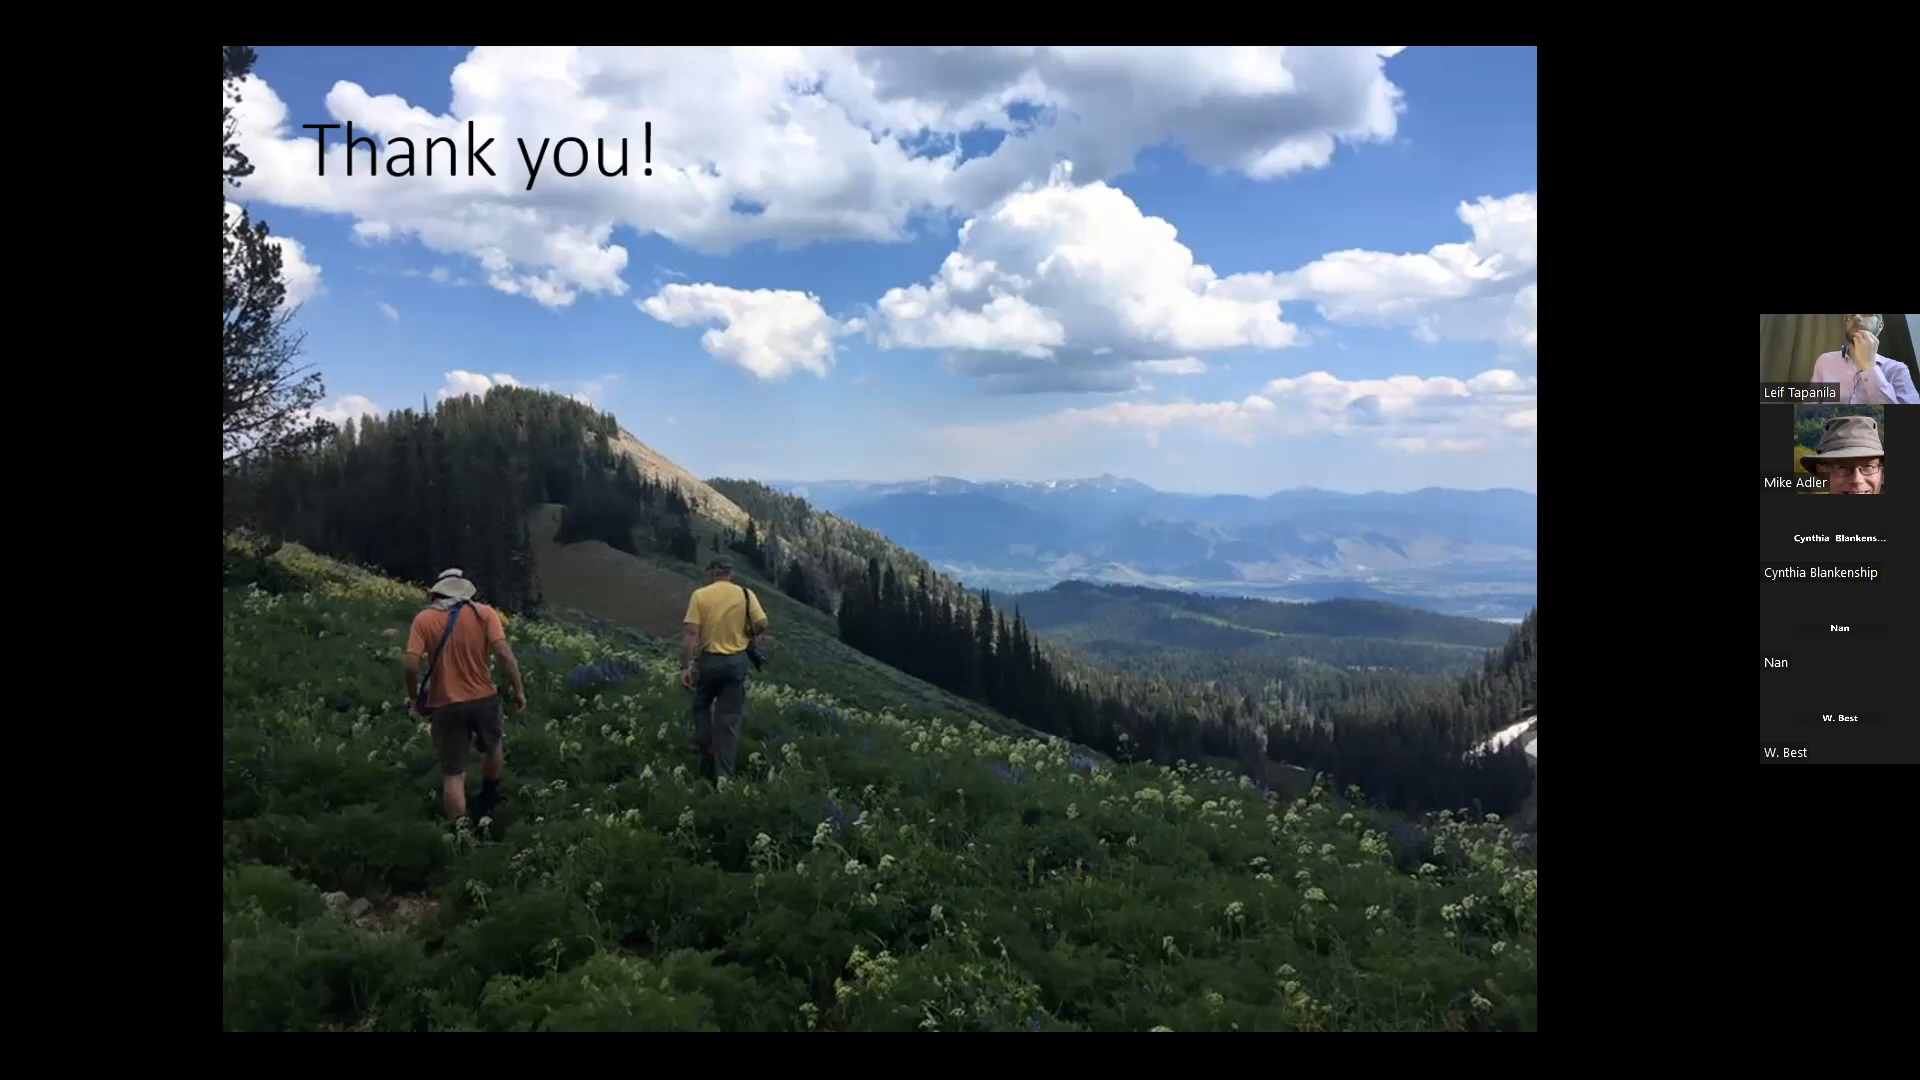 Thank you!
Leif Tapanila
Mike Adler
Cynthia Blankens...
Cynthia Blankenship
Nan
Nan
W. Best
W. Best